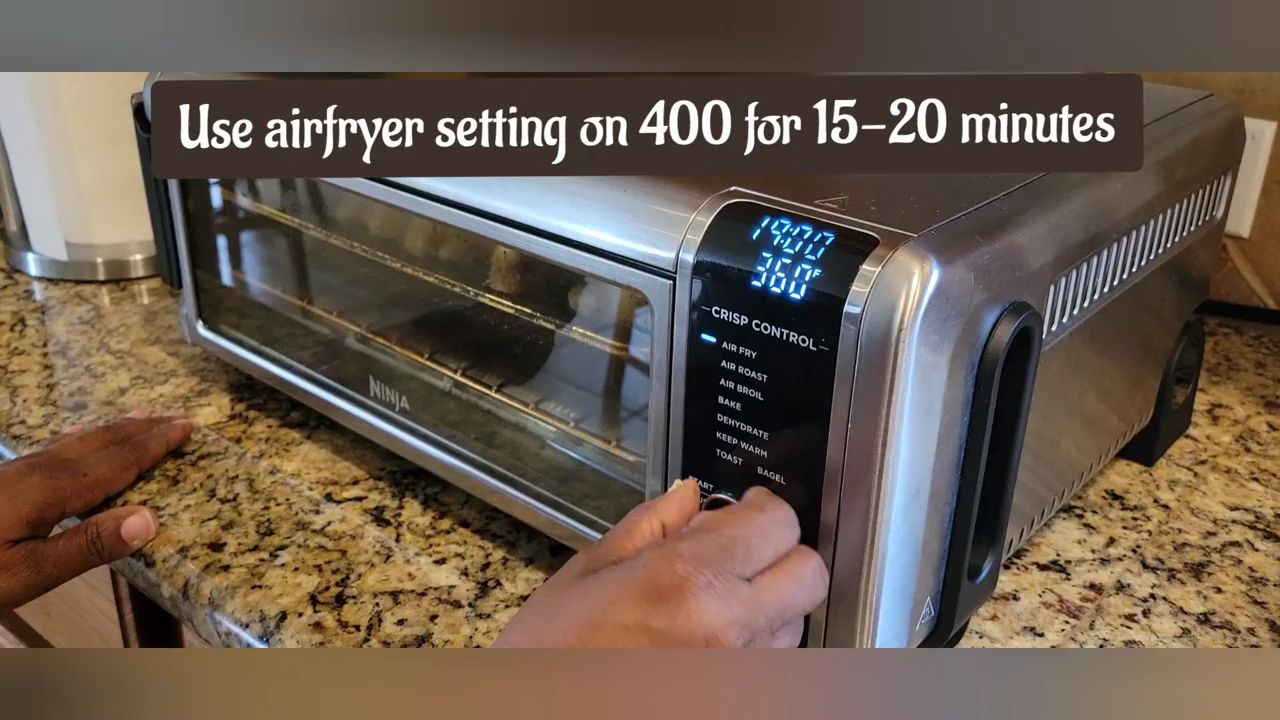 Use airfryer setting on 400 for 15-20 minutes
19:00
360°F
CRISP CONTROL
AIR FRY
AIR ROAST
AIR BROIL
BAKE
DEHYDRATE
KEEP WARM
TOAST BAGEL
NINJA